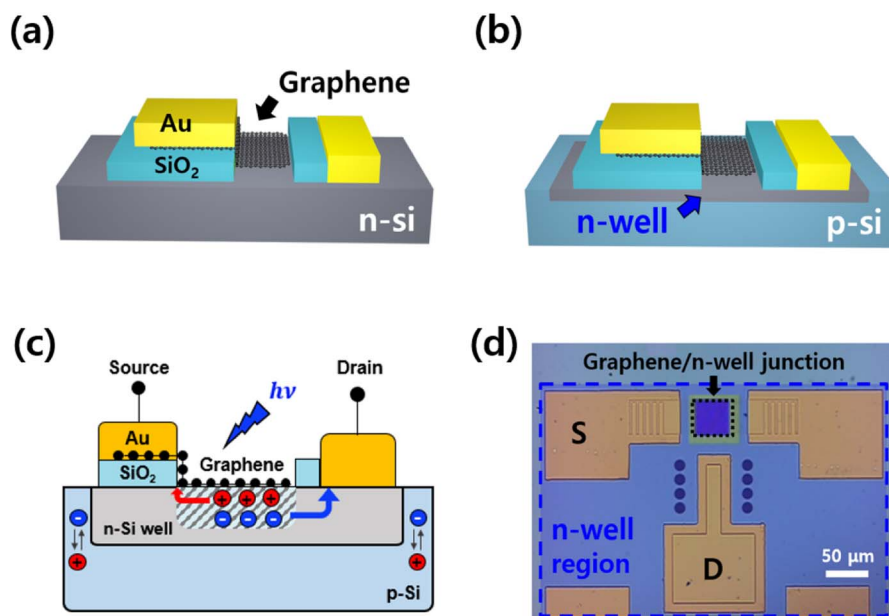 (a)
Graphene
Au
SiO₂
n-si
(b)
n-well
p-si
(c)
Source
Drain
hν
Au
SiO₂
Graphene
+ + +
- - -
n-Si well
-
+
-
+
p-Si
(d)
Graphene/n-well junction
S
n-well
region
D
50 μm